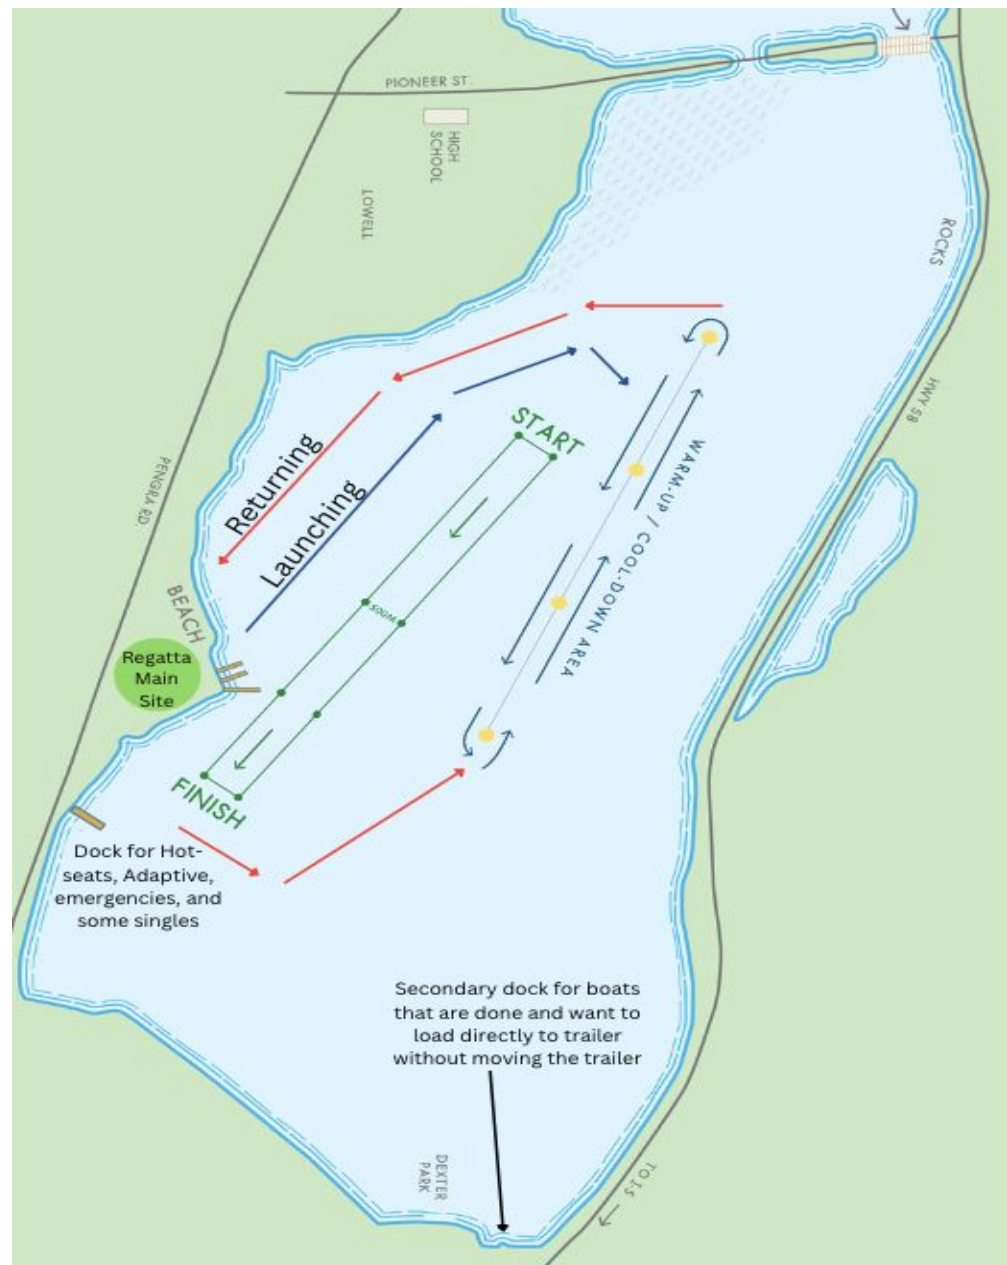 PIONEER ST.
HIGH
SCHOOL
LOWELL
ROCKS
HWY 58
START
WARM-UP / COOL-DOWN AREA
Returning
Launching
PENGRA RD.
500M
BEACH
Regatta
Main
Site
FINISH
Dock for Hot-
seats, Adaptive,
emergencies, and
some singles
Secondary dock for boats
that are done and want to
load directly to trailer
without moving the trailer
DEXTER
PARK
TO I-5